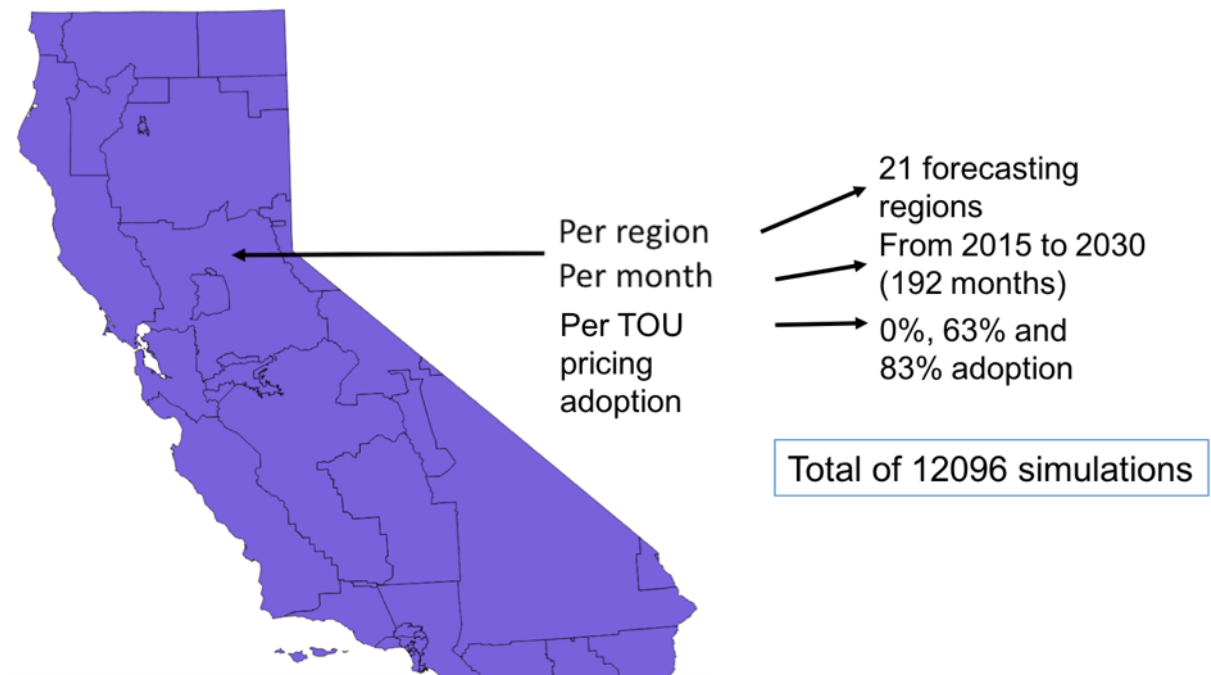 Per region
Per month
Per TOU
pricing
adoption
21 forecasting
regions
From 2015 to 2030
(192 months)
0%, 63% and
83% adoption
Total of 12096 simulations